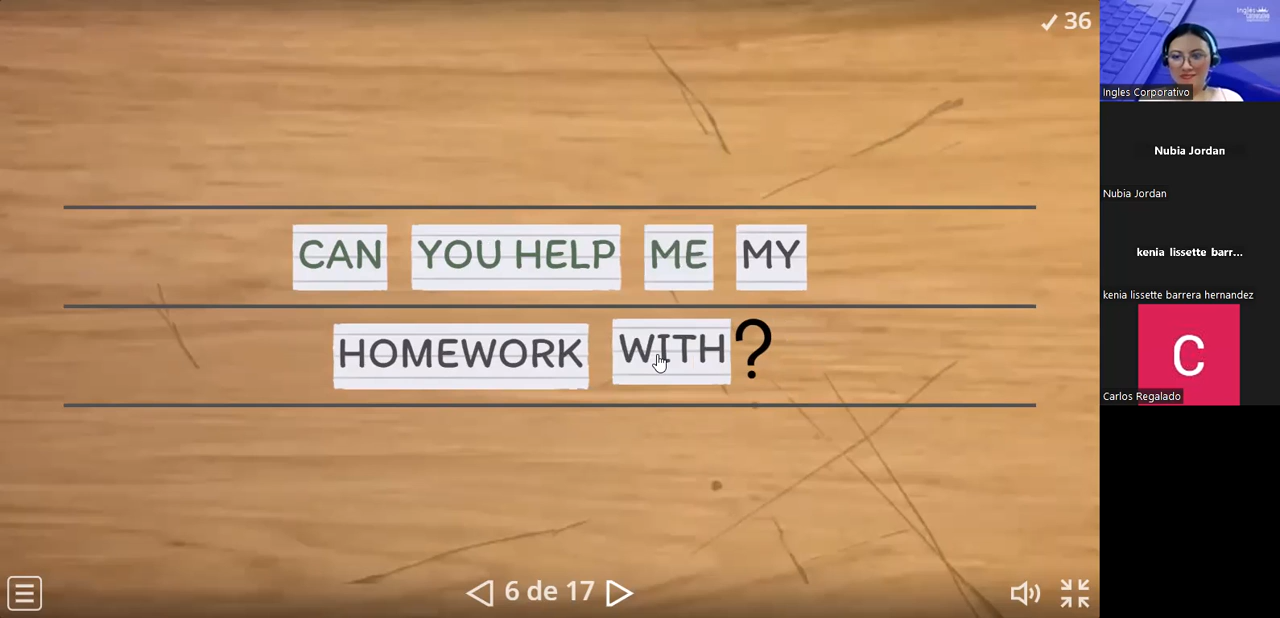 ✓ 36
CAN YOU HELP ME MY
HOMEWORK WITH ?
6 de 17
Ingles Corporativo
Nubia Jordan
Nubia Jordan
kenia lissette barr...
kenia lissette barrera hernandez
C
Carlos Regalado